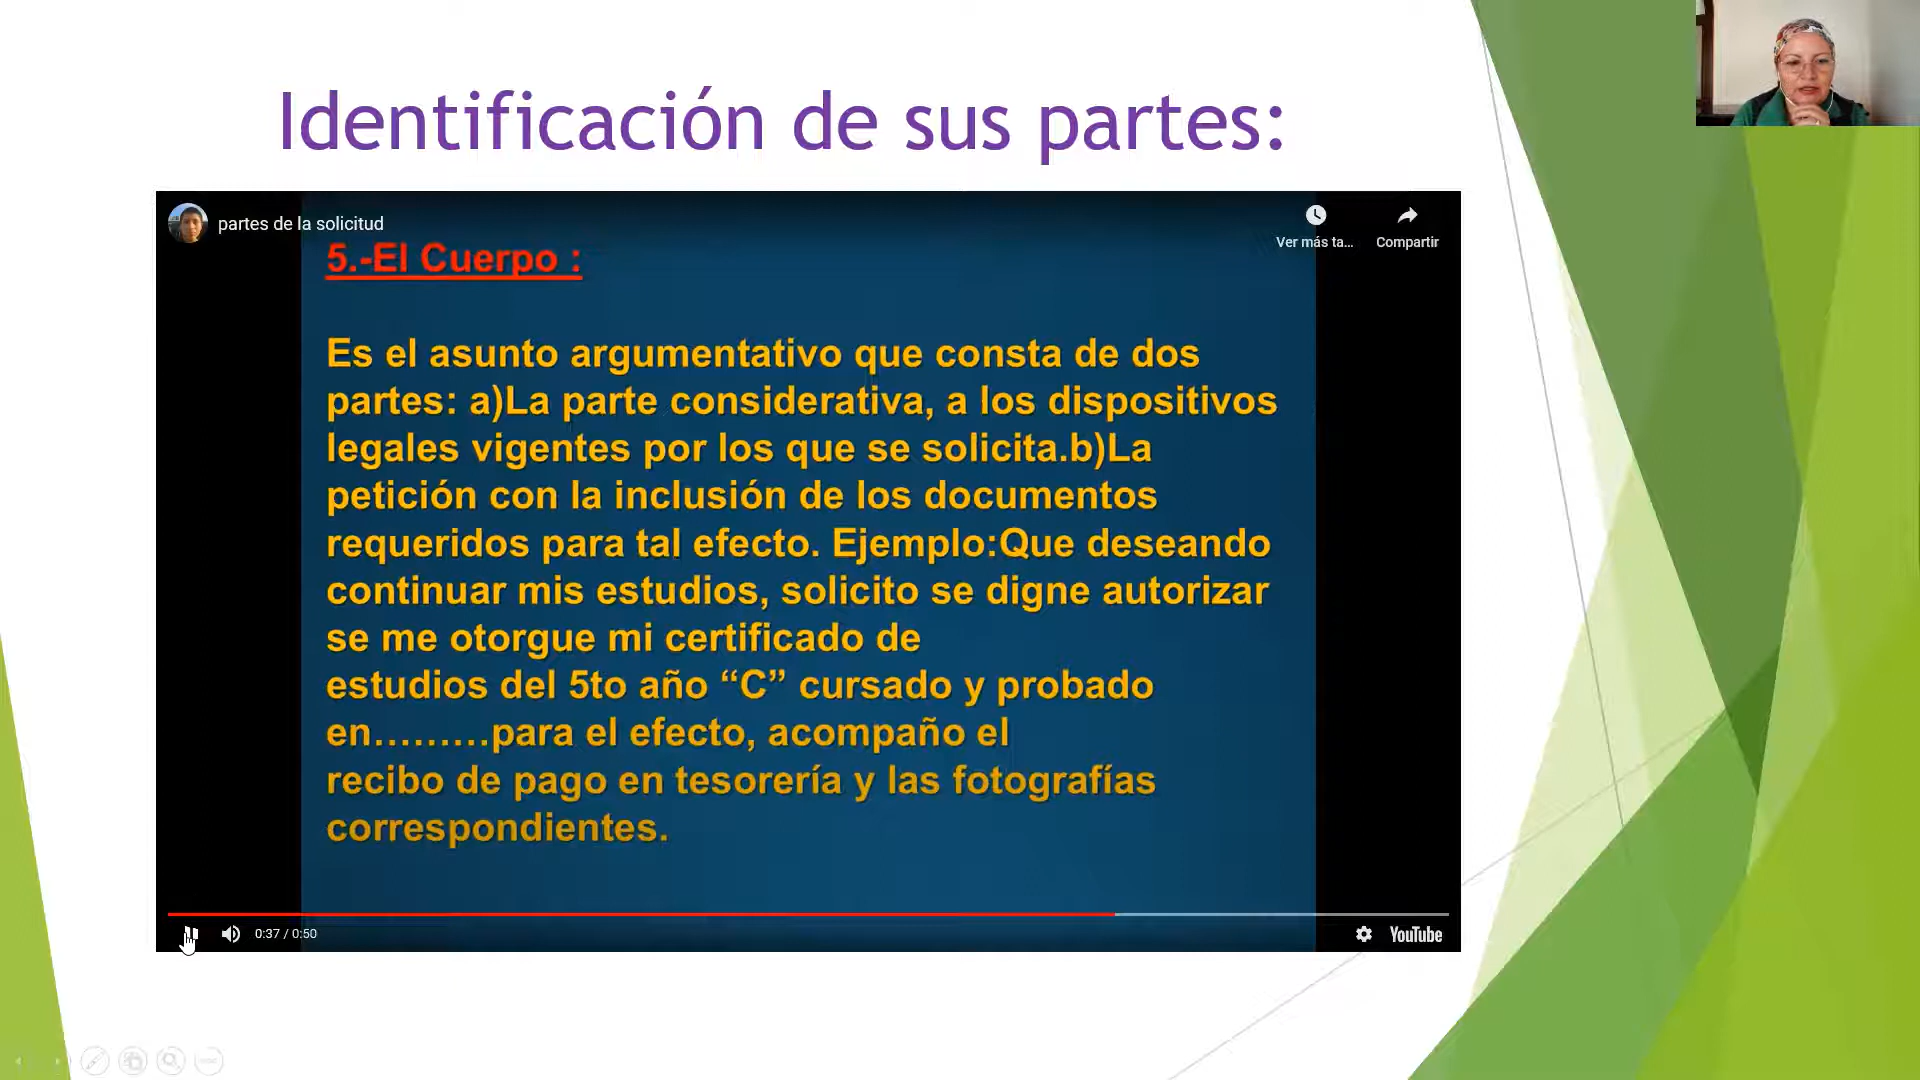 Identificación de sus partes:
partes de la solicitud
Ver más ta...
Compartir
5.-El Cuerpo :
Es el asunto argumentativo que consta de dos
partes: a)La parte considerativa, a los dispositivos
legales vigentes por los que se solicita.b)La
petición con la inclusión de los documentos
requeridos para tal efecto. Ejemplo:Que deseando
continuar mis estudios, solicito se digne autorizar
se me otorgue mi certificado de
estudios del 5to año “C” cursado y probado
en………para el efecto, acompaño el
recibo de pago en tesorería y las fotografías
correspondientes.
0:37 / 0:50
YouTube